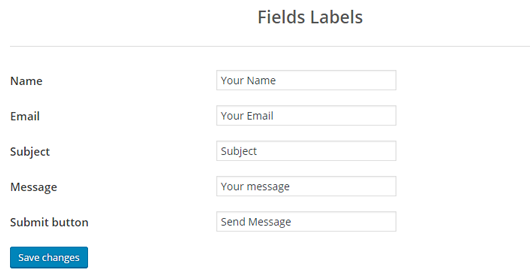 Fields Labels
Name Your Name
Email Your Email
Subject Subject
Message Your message
Submit button Send Message
Save changes